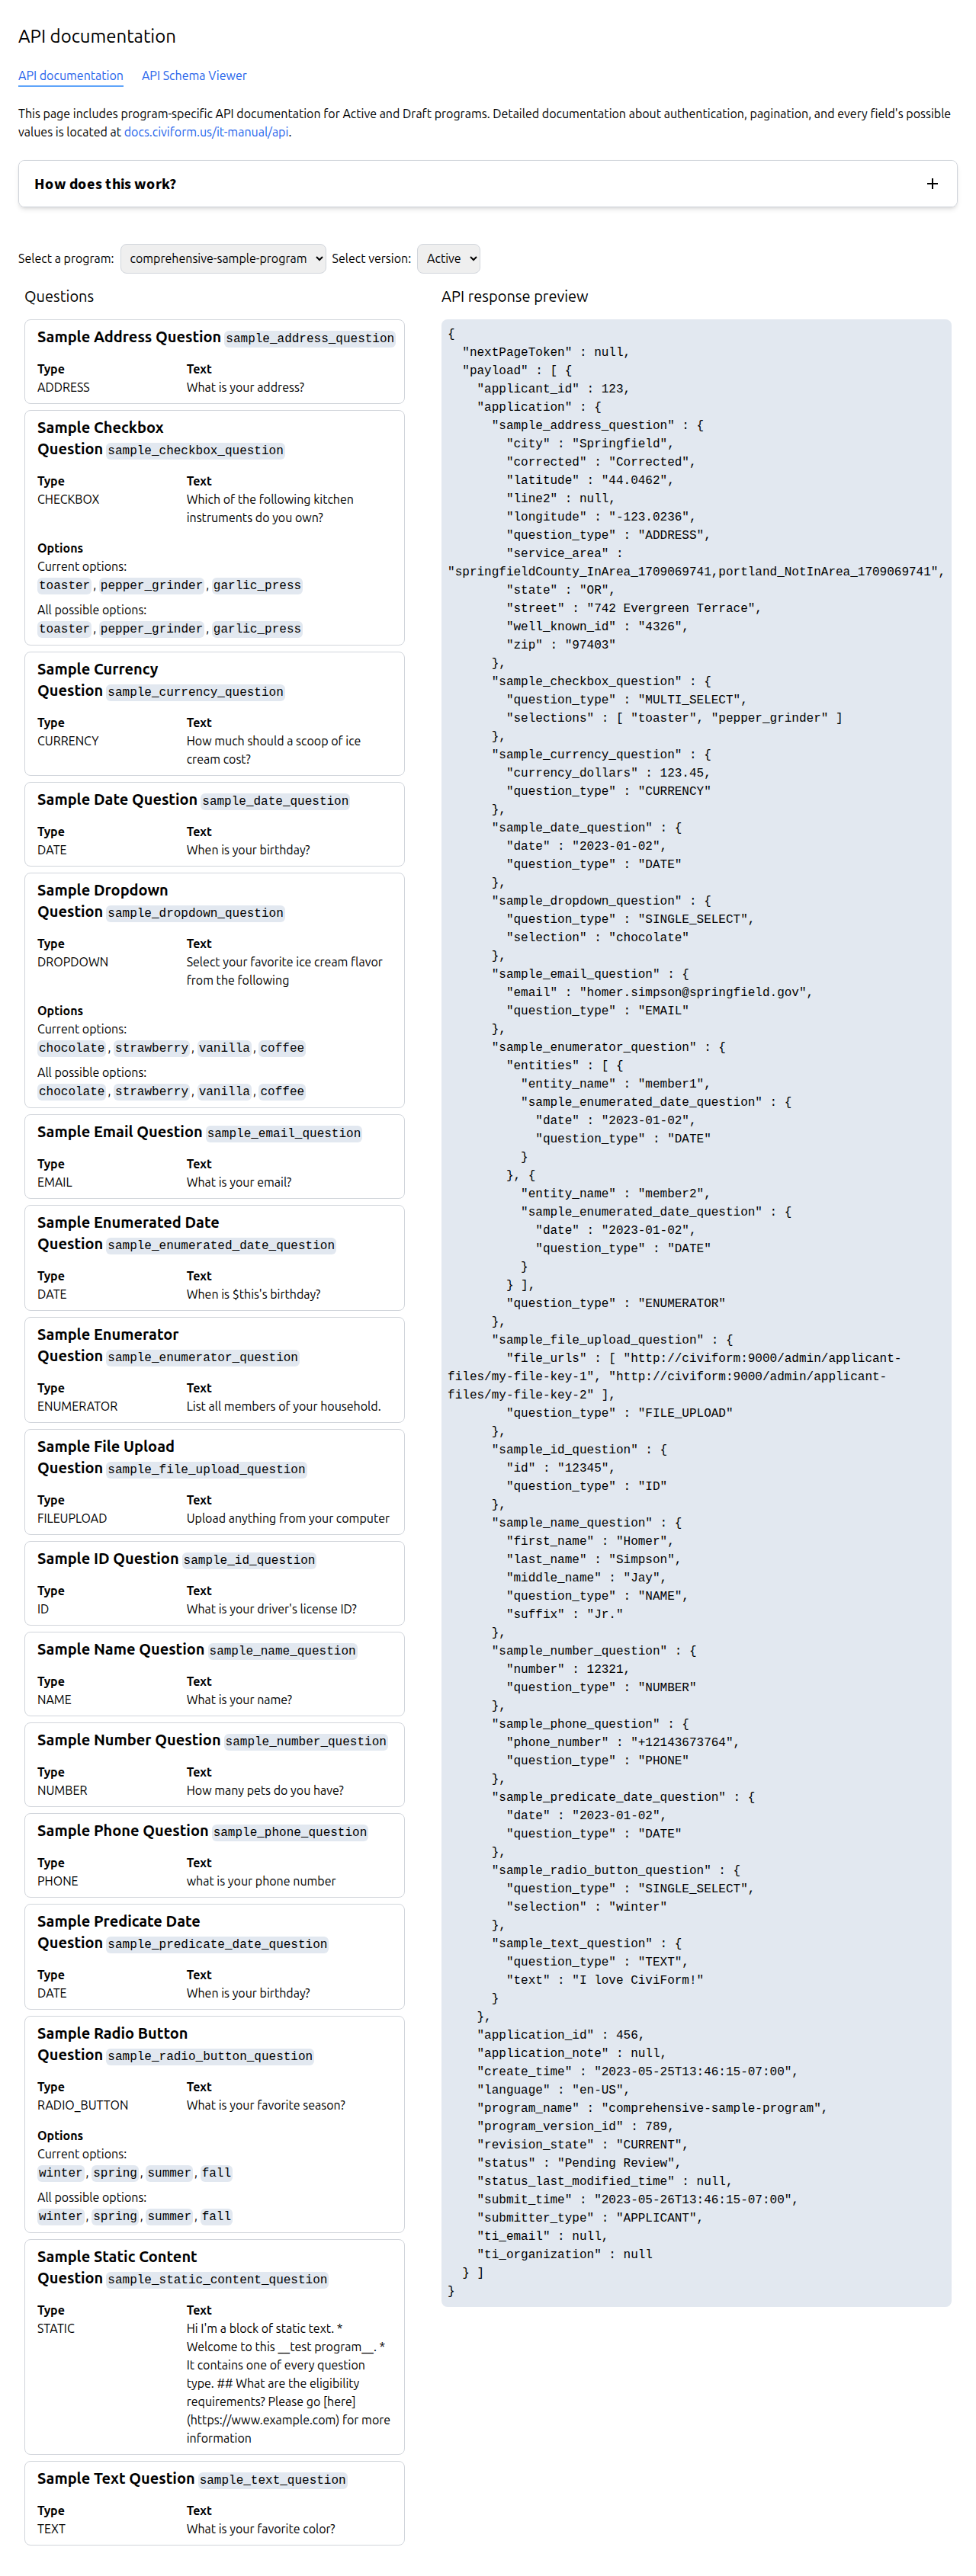 API documentation
API documentation API Schema Viewer
This page includes program-specific API documentation for Active and Draft programs. Detailed documentation about authentication, pagination, and every field's possible
values is located at docs.civiform.us/it-manual/api.
How does this work? +
Select a program: comprehensive-sample-program Select version: Active
Questions
Sample Address Question sample_address_question
Type Text
ADDRESS What is your address?
Sample Checkbox
Question sample_checkbox_question
Type Text
CHECKBOX Which of the following kitchen
instruments do you own?
Options
Current options:
toaster , pepper_grinder , garlic_press
All possible options:
toaster , pepper_grinder , garlic_press
Sample Currency
Question sample_currency_question
Type Text
CURRENCY How much should a scoop of ice
cream cost?
Sample Date Question sample_date_question
Type Text
DATE When is your birthday?
Sample Dropdown
Question sample_dropdown_question
Type Text
DROPDOWN Select your favorite ice cream flavor
from the following
Options
Current options:
chocolate , strawberry , vanilla , coffee
All possible options:
chocolate , strawberry , vanilla , coffee
Sample Email Question sample_email_question
Type Text
EMAIL What is your email?
Sample Enumerated Date
Question sample_enumerated_date_question
Type Text
DATE When is $this's birthday?
Sample Enumerator
Question sample_enumerator_question
Type Text
ENUMERATOR List all members of your household.
Sample File Upload
Question sample_file_upload_question
Type Text
FILEUPLOAD Upload anything from your computer
Sample ID Question sample_id_question
Type Text
ID What is your driver's license ID?
Sample Name Question sample_name_question
Type Text
NAME What is your name?
Sample Number Question sample_number_question
Type Text
NUMBER How many pets do you have?
Sample Phone Question sample_phone_question
Type Text
PHONE what is your phone number
Sample Predicate Date
Question sample_predicate_date_question
Type Text
DATE When is your birthday?
Sample Radio Button
Question sample_radio_button_question
Type Text
RADIO_BUTTON What is your favorite season?
Options
Current options:
winter , spring , summer , fall
All possible options:
winter , spring , summer , fall
Sample Static Content
Question sample_static_content_question
Type Text
STATIC Hi I'm a block of static text. *
Welcome to this __test program__. *
It contains one of every question
type. ## What are the eligibility
requirements? Please go [here]
(https://www.example.com) for more
information
Sample Text Question sample_text_question
Type Text
TEXT What is your favorite color?
API response preview
{
"nextPageToken" : null,
"payload" : [ {
"applicant_id" : 123,
"application" : {
"sample_address_question" : {
"city" : "Springfield",
"corrected" : "Corrected",
"latitude" : "44.0462",
"line2" : null,
"longitude" : "-123.0236",
"question_type" : "ADDRESS",
"service_area" :
"springfieldCounty_InArea_1709069741,portland_NotInArea_1709069741",
"state" : "OR",
"street" : "742 Evergreen Terrace",
"well_known_id" : "4326",
"zip" : "97403"
},
"sample_checkbox_question" : {
"question_type" : "MULTI_SELECT",
"selections" : [ "toaster", "pepper_grinder" ]
},
"sample_currency_question" : {
"currency_dollars" : 123.45,
"question_type" : "CURRENCY"
},
"sample_date_question" : {
"date" : "2023-01-02",
"question_type" : "DATE"
},
"sample_dropdown_question" : {
"question_type" : "SINGLE_SELECT",
"selection" : "chocolate"
},
"sample_email_question" : {
"email" : "homer.simpson@springfield.gov",
"question_type" : "EMAIL"
},
"sample_enumerator_question" : {
"entities" : [ {
"entity_name" : "member1",
"sample_enumerated_date_question" : {
"date" : "2023-01-02",
"question_type" : "DATE"
}
}, {
"entity_name" : "member2",
"sample_enumerated_date_question" : {
"date" : "2023-01-02",
"question_type" : "DATE"
}
} ],
"question_type" : "ENUMERATOR"
},
"sample_file_upload_question" : {
"file_urls" : [ "http://civiform:9000/admin/applicant-
files/my-file-key-1", "http://civiform:9000/admin/applicant-
files/my-file-key-2" ],
"question_type" : "FILE_UPLOAD"
},
"sample_id_question" : {
"id" : "12345",
"question_type" : "ID"
},
"sample_name_question" : {
"first_name" : "Homer",
"last_name" : "Simpson",
"middle_name" : "Jay",
"question_type" : "NAME",
"suffix" : "Jr."
},
"sample_number_question" : {
"number" : 12321,
"question_type" : "NUMBER"
},
"sample_phone_question" : {
"phone_number" : "+12143673764",
"question_type" : "PHONE"
},
"sample_predicate_date_question" : {
"date" : "2023-01-02",
"question_type" : "DATE"
},
"sample_radio_button_question" : {
"question_type" : "SINGLE_SELECT",
"selection" : "winter"
},
"sample_text_question" : {
"question_type" : "TEXT",
"text" : "I love CiviForm!"
}
},
"application_id" : 456,
"application_note" : null,
"create_time" : "2023-05-25T13:46:15-07:00",
"language" : "en-US",
"program_name" : "comprehensive-sample-program",
"program_version_id" : 789,
"revision_state" : "CURRENT",
"status" : "Pending Review",
"status_last_modified_time" : null,
"submit_time" : "2023-05-26T13:46:15-07:00",
"submitter_type" : "APPLICANT",
"ti_email" : null,
"ti_organization" : null
} ]
}